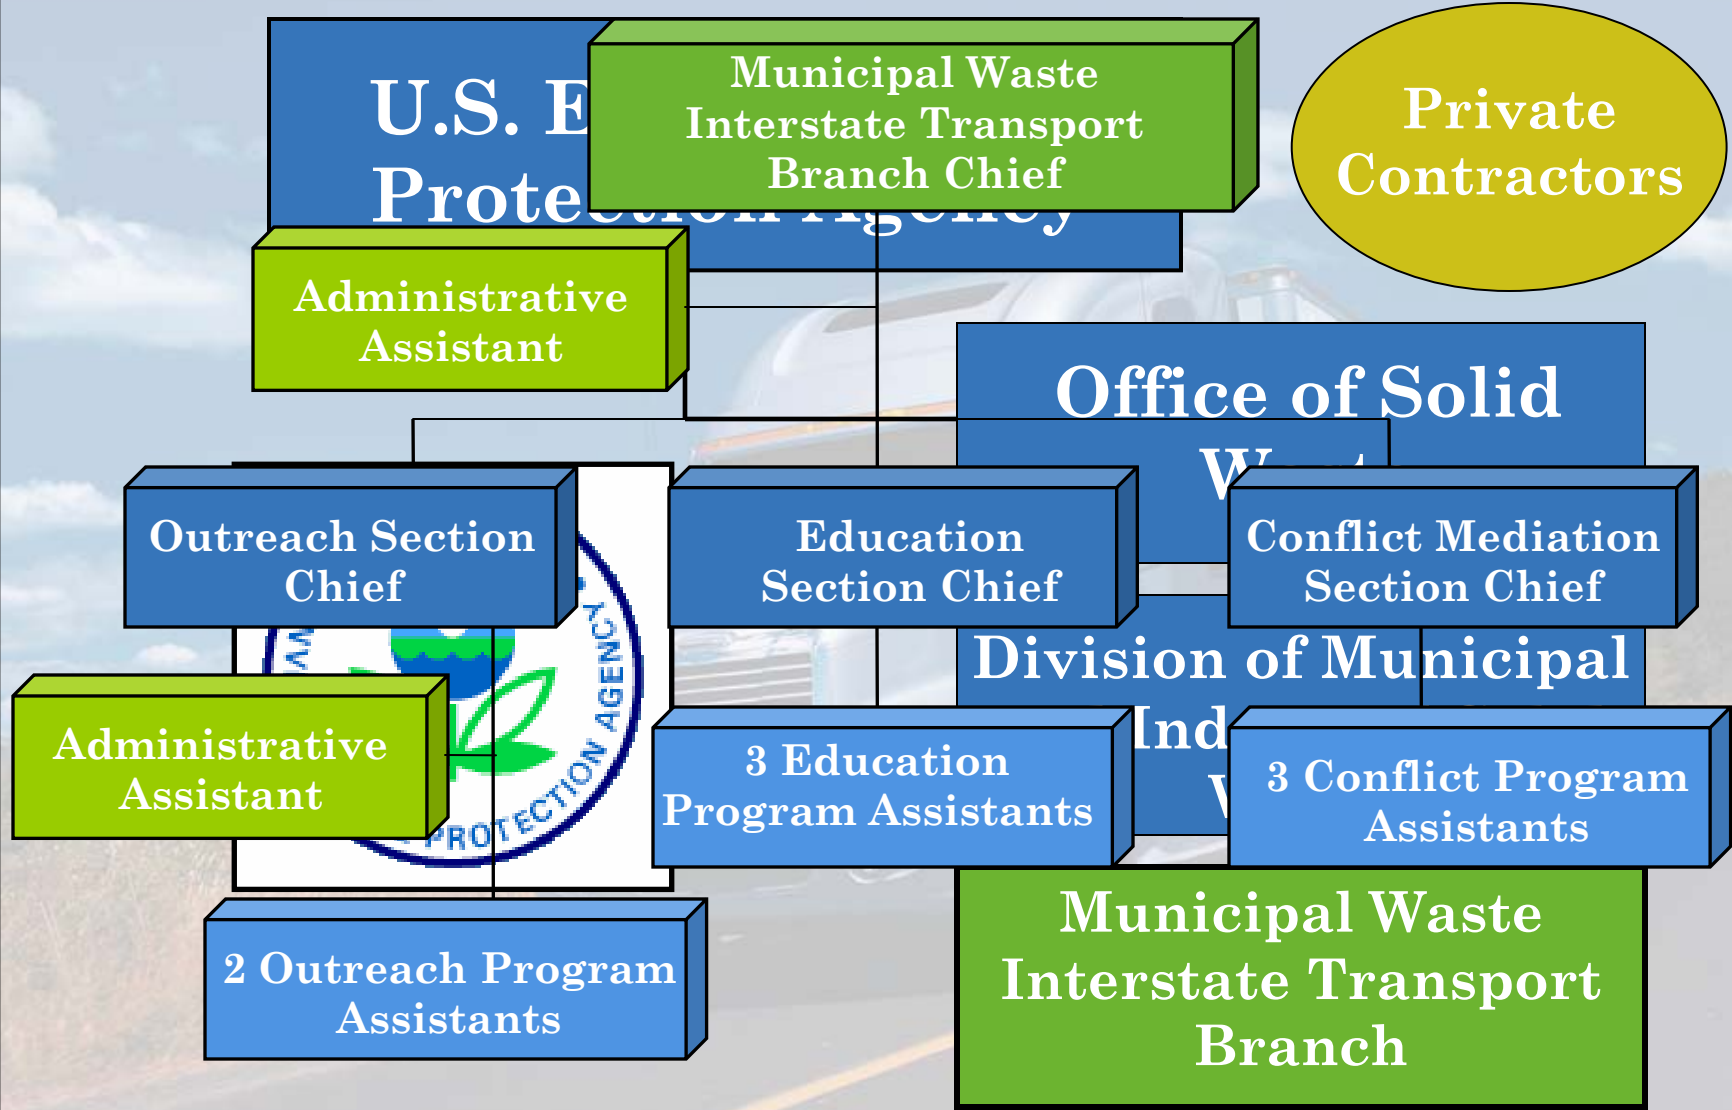 U.S.
Protection Agency
Municipal Waste
Interstate Transport
Branch Chief
Private
Contractors
Administrative
Assistant
Office of Solid
Outreach Section
Chief
Education
Section Chief
Conflict Mediation
Section Chief
Division of Municipal
Administrative
Assistant
AGENCY
PROTECTION
3 Education
Program Assistants
3 Conflict Program
Assistants
2 Outreach Program
Assistants
Municipal Waste
Interstate Transport
Branch